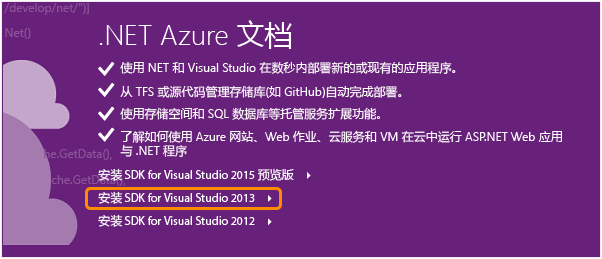 /develop/net/")]
Net()
.NET Azure 文档
使用 NET 和 Visual Studio 在数秒内部署新的或现有的应用程序。
从 TFS 或源代码管理存储库(如 GitHub)自动完成部署。
使用存储空间和 SQL 数据库等托管服务扩展功能。
了解如何使用 Azure 网站、Web 作业、云服务和 VM 在云中运行 ASP.NET Web 应用
与 .NET 程序
che.GetData(),
安装 SDK for Visual Studio 2015 预览版
che.GetData(),
安装 SDK for Visual Studio 2013
安装 SDK for Visual Studio 2012